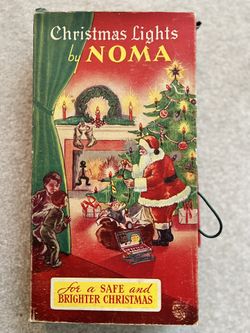 Christmas Lights
by NOMA
for a SAFE and
BRIGHTER CHRISTMAS